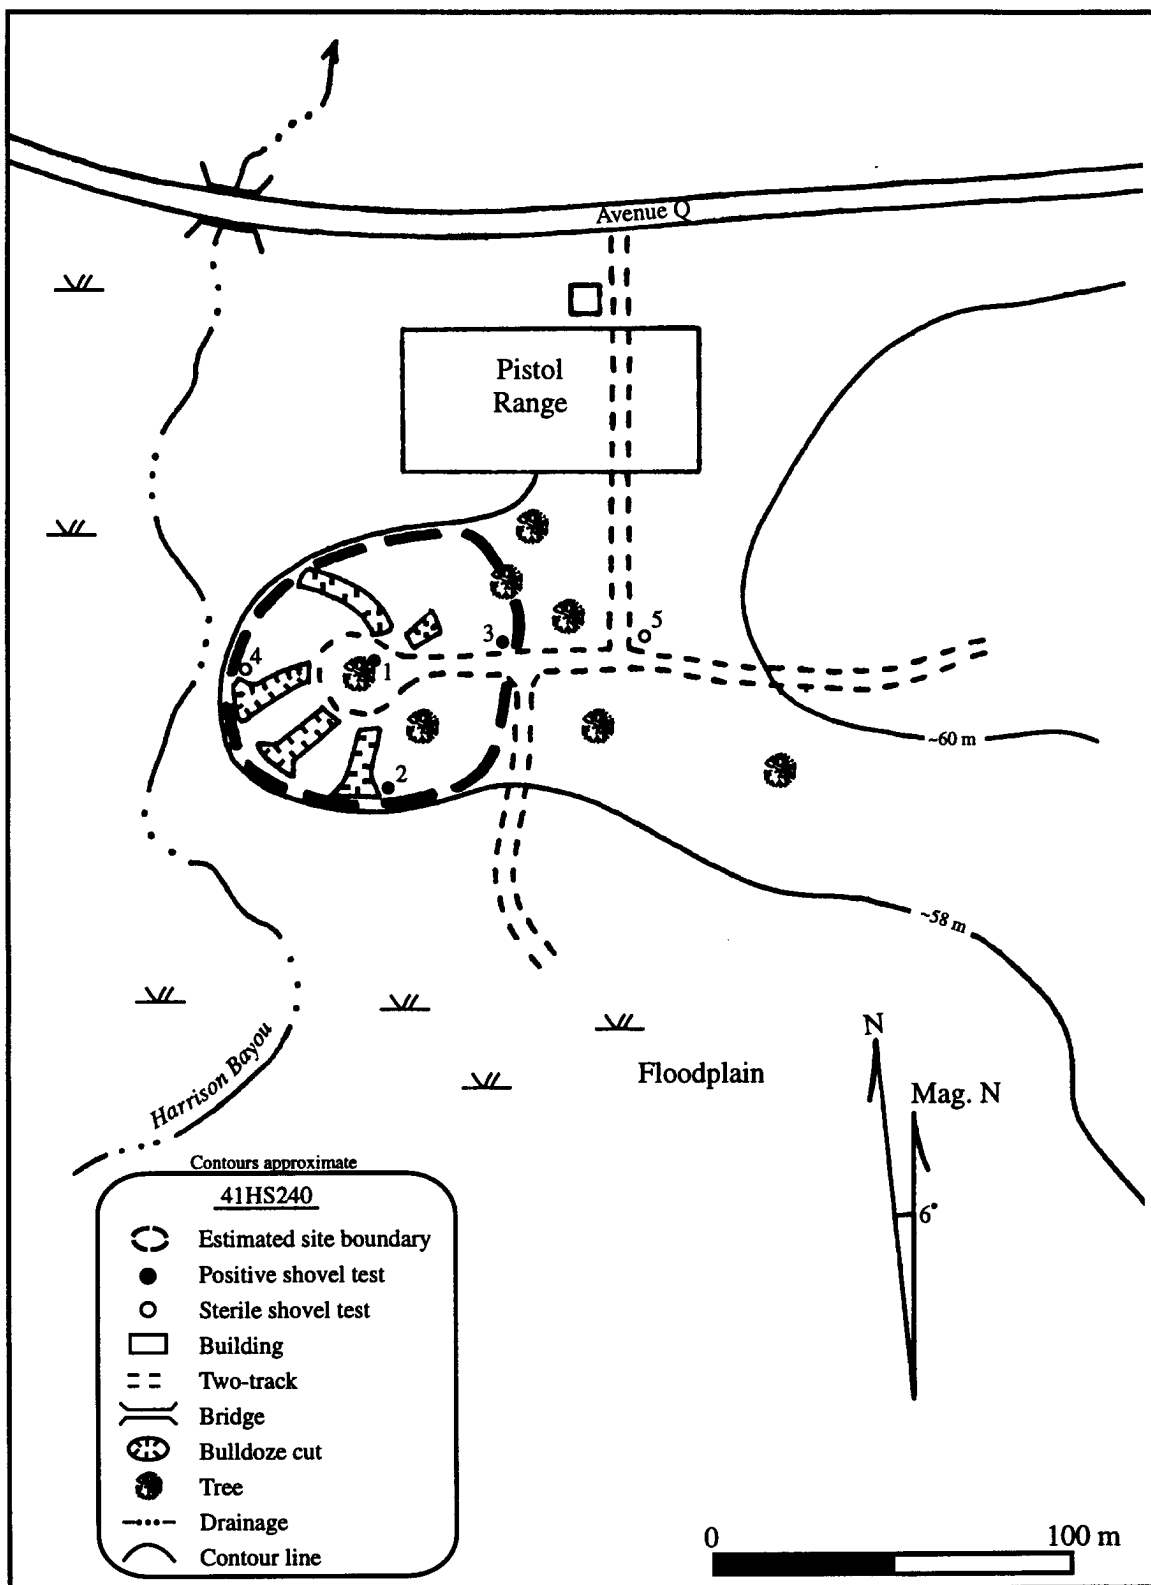 Avenue Q
Pistol
Range
3
5
4
1
2
~60 m
~58 m
Harrison Bayou
Floodplain
N
Mag. N
6°
Contours approximate
41HS240
Estimated site boundary
Positive shovel test
Sterile shovel test
Building
Two-track
Bridge
Bulldoze cut
Tree
Drainage
Contour line
0 100 m